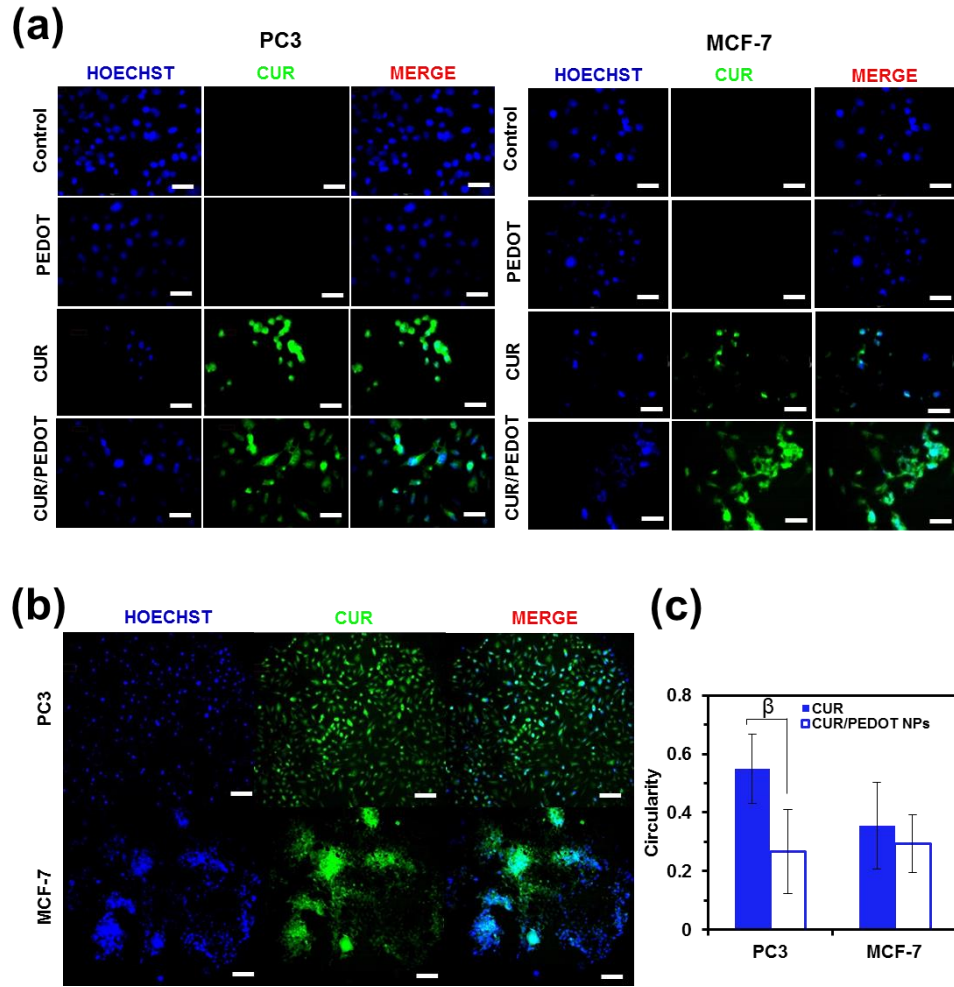 (a)
PC3
MCF-7
HOECHST CUR MERGE
HOECHST CUR MERGE
Control
PEDOT
CUR
CUR/PEDOT
Control
PEDOT
CUR
CUR/PEDOT
(b)
HOECHST CUR MERGE
PC3
MCF-7
(c)
0.8
0.6
0.4
0.2
0
Circularity
β
CUR
CUR/PEDOT NPs
PC3 MCF-7